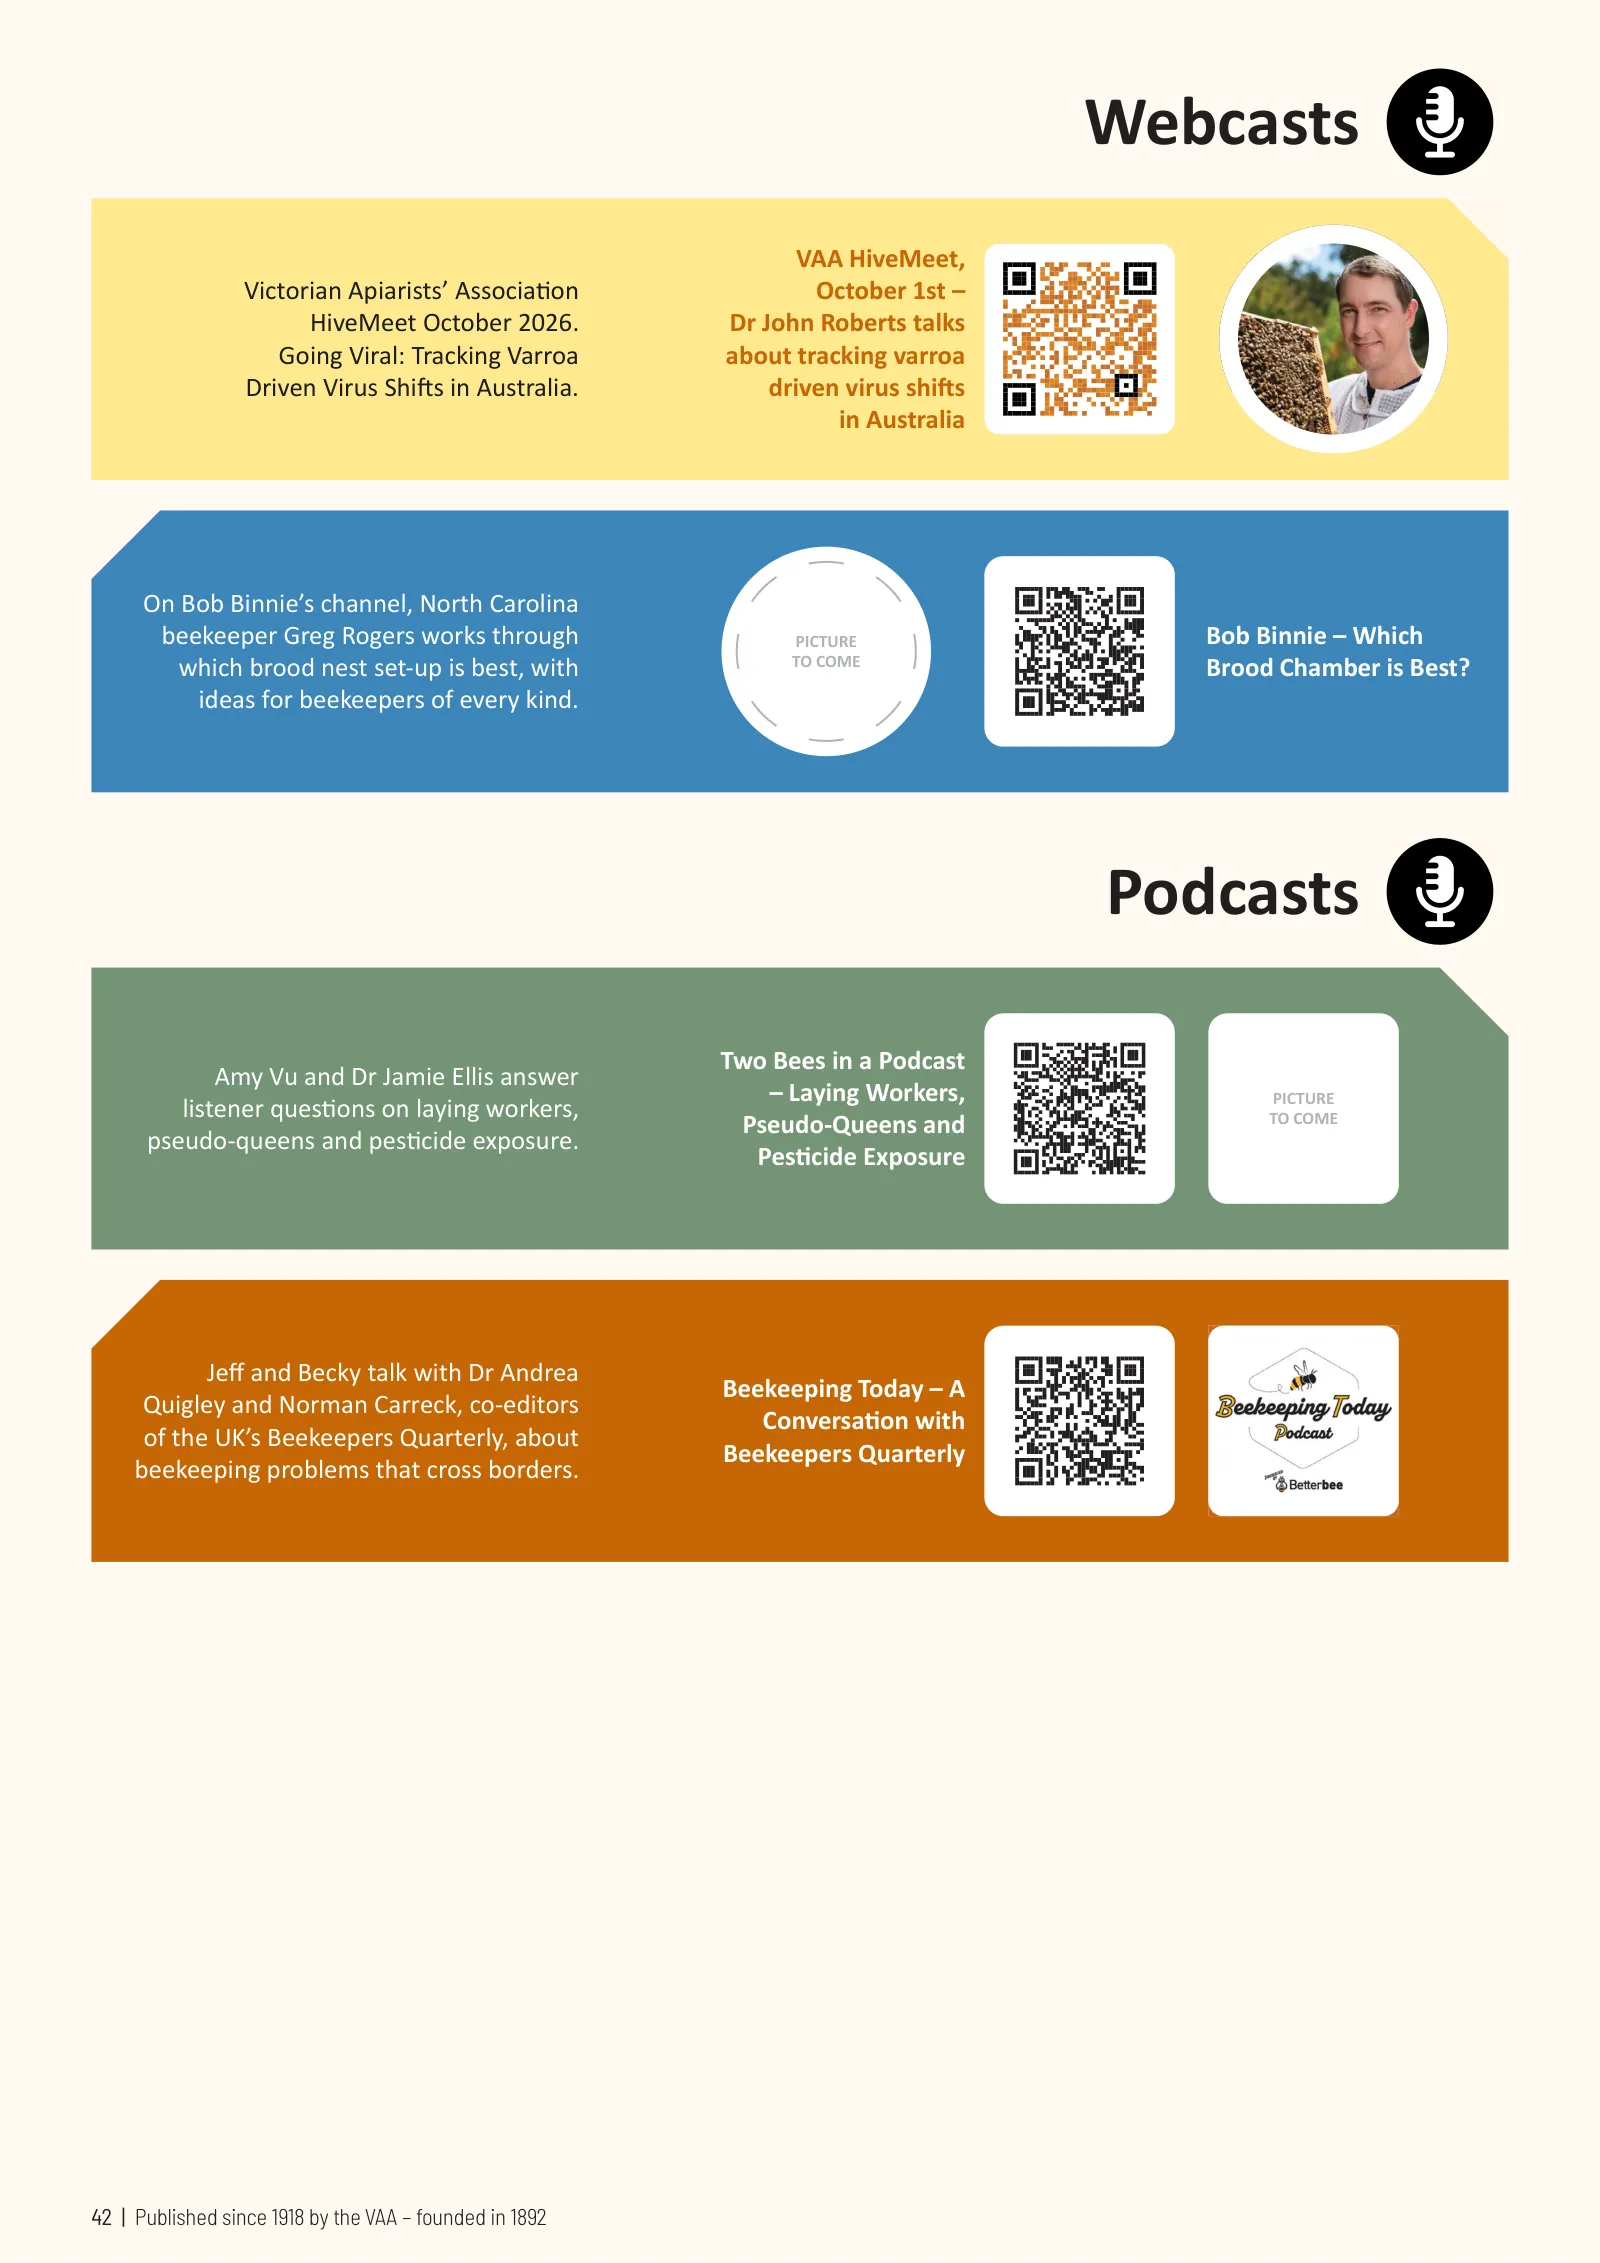 Webcasts
Victorian Apiarists’ Association
HiveMeet October 2026.
Going Viral: Tracking Varroa
Driven Virus Shifts in Australia.
VAA HiveMeet,
October 1st –
Dr John Roberts talks
about tracking varroa
driven virus shifts
in Australia
On Bob Binnie’s channel, North Carolina
beekeeper Greg Rogers works through
which brood nest set-up is best, with
ideas for beekeepers of every kind.
PICTURE
TO COME
Bob Binnie – Which
Brood Chamber is Best?
Podcasts
Amy Vu and Dr Jamie Ellis answer
listener questions on laying workers,
pseudo-queens and pesticide exposure.
Two Bees in a Podcast
– Laying Workers,
Pseudo-Queens and
Pesticide Exposure
PICTURE
TO COME
Jeff and Becky talk with Dr Andrea
Quigley and Norman Carreck, co-editors
of the UK’s Beekeepers Quarterly, about
beekeeping problems that cross borders.
Beekeeping Today – A
Conversation with
Beekeepers Quarterly
Beekeeping Today
Podcast
Betterbee
42 | Published since 1918 by the VAA – founded in 1892